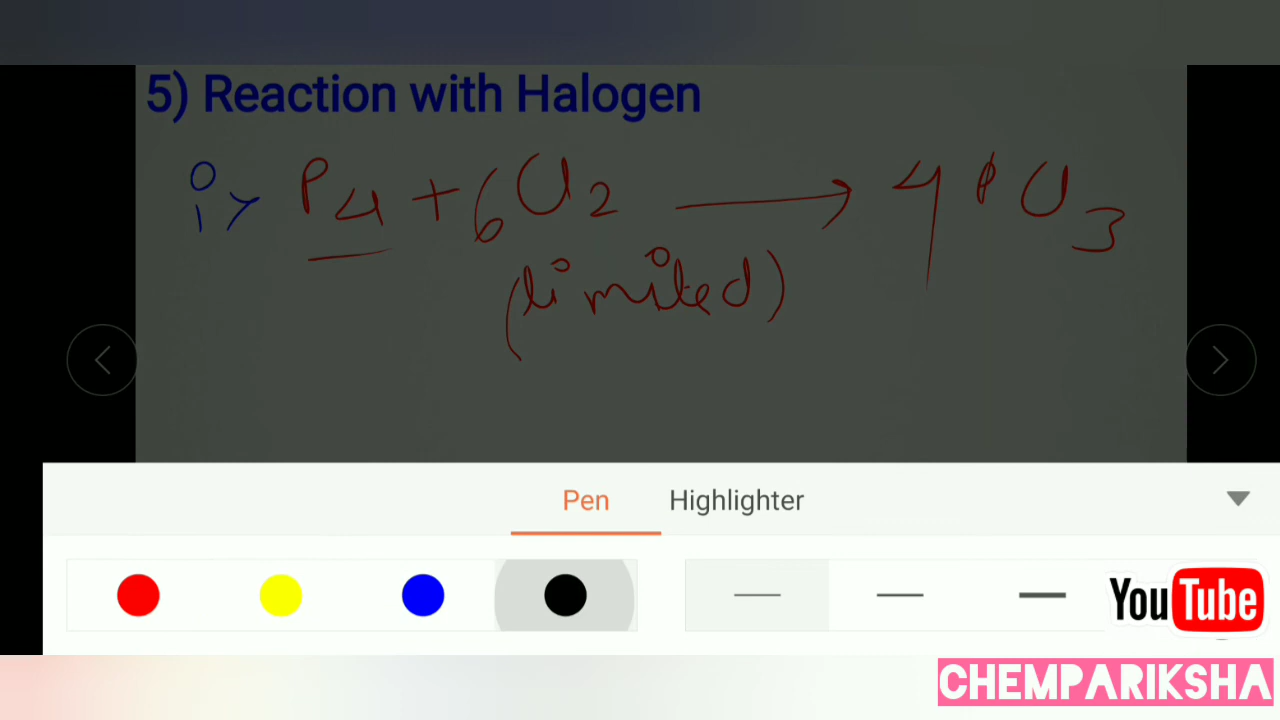 5) Reaction with Halogen
i> P4 + 6Cl2 → 4PCl3
(limited)
Pen Highlighter
YouTube
CHEMPARIKSHA